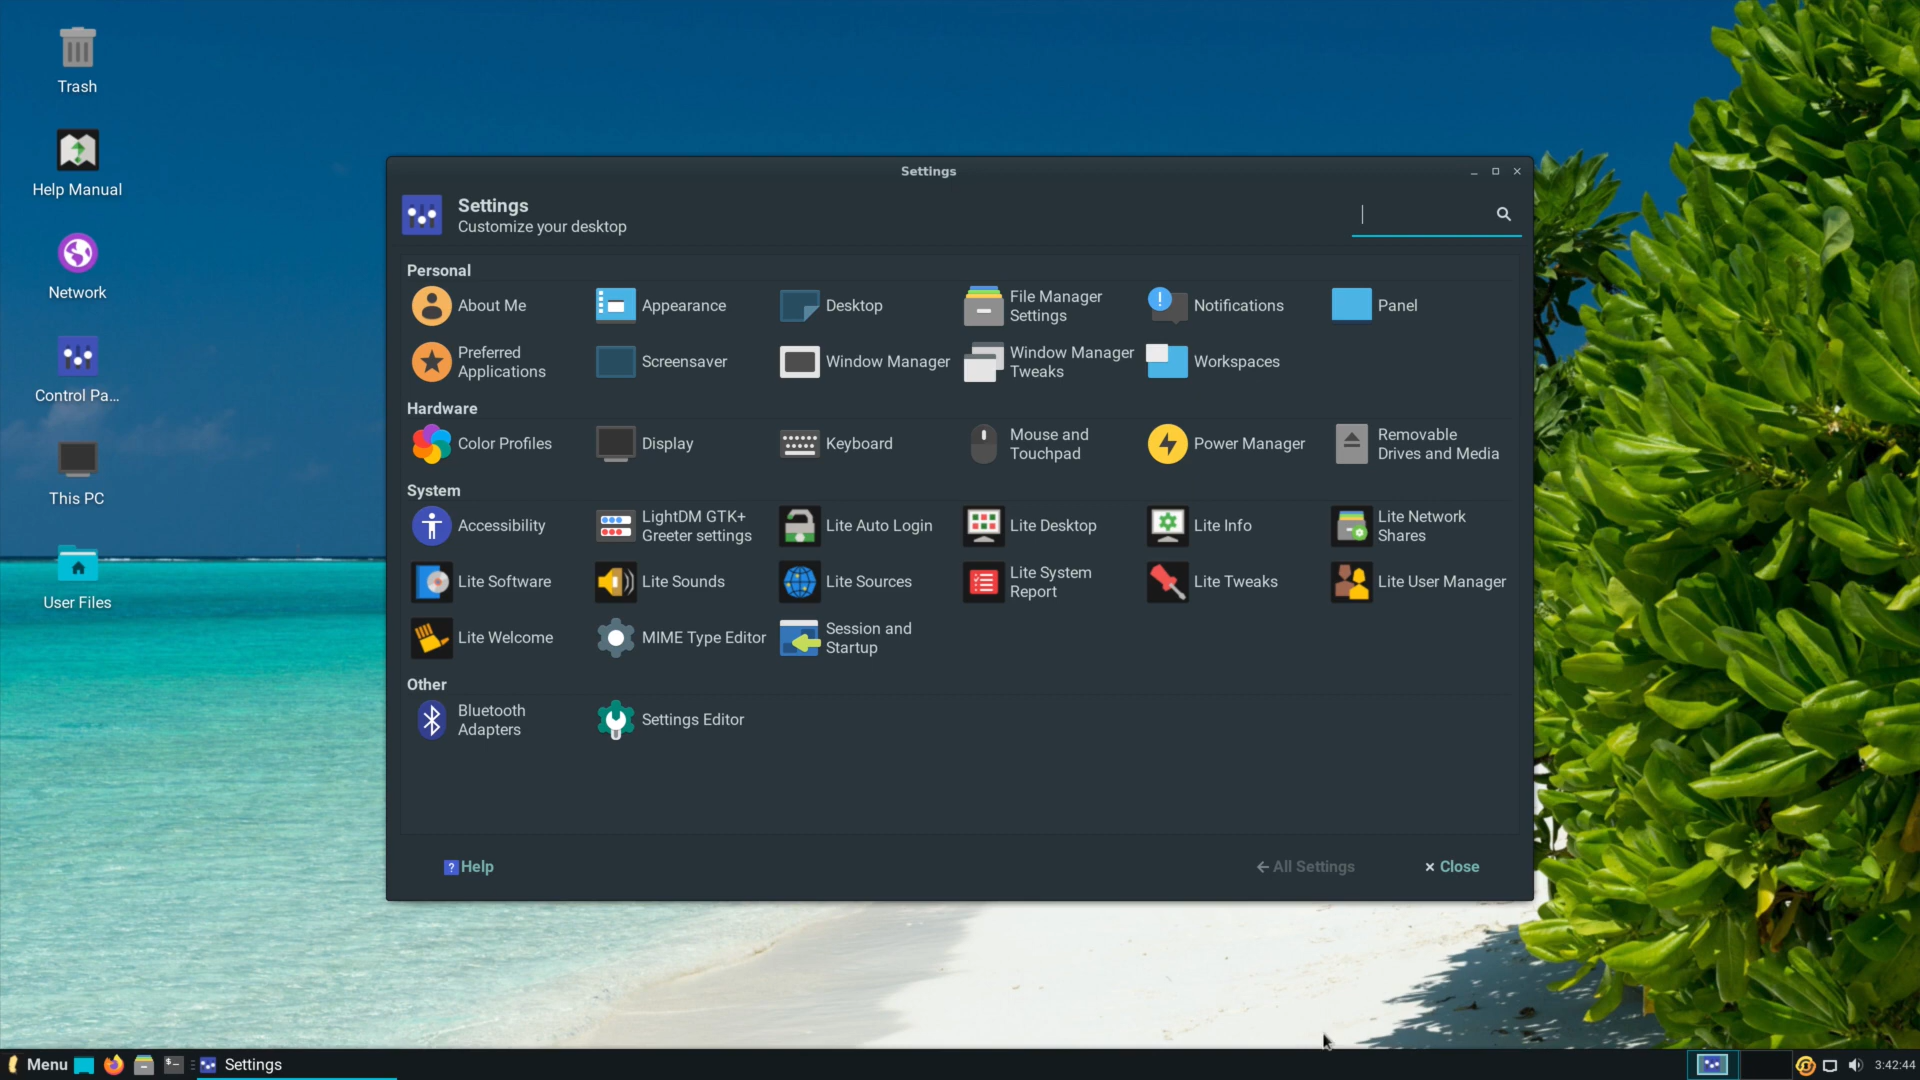 Trash
Help Manual
Network
Control Pa...
This PC
User Files
Settings
Settings
Customize your desktop
Personal
About Me
Appearance
Desktop
File Manager
Settings
Notifications
Panel
Preferred
Applications
Screensaver
Window Manager
Window Manager
Tweaks
Workspaces
Hardware
Color Profiles
Display
Keyboard
Mouse and
Touchpad
Power Manager
Removable
Drives and Media
System
Accessibility
LightDM GTK+
Greeter settings
Lite Auto Login
Lite Desktop
Lite Info
Lite Network
Shares
Lite Software
Lite Sounds
Lite Sources
Lite System
Report
Lite Tweaks
Lite User Manager
Lite Welcome
MIME Type Editor
Session and
Startup
Other
Bluetooth
Adapters
Settings Editor
Help
All Settings
Close
Menu
Settings
3:42:44